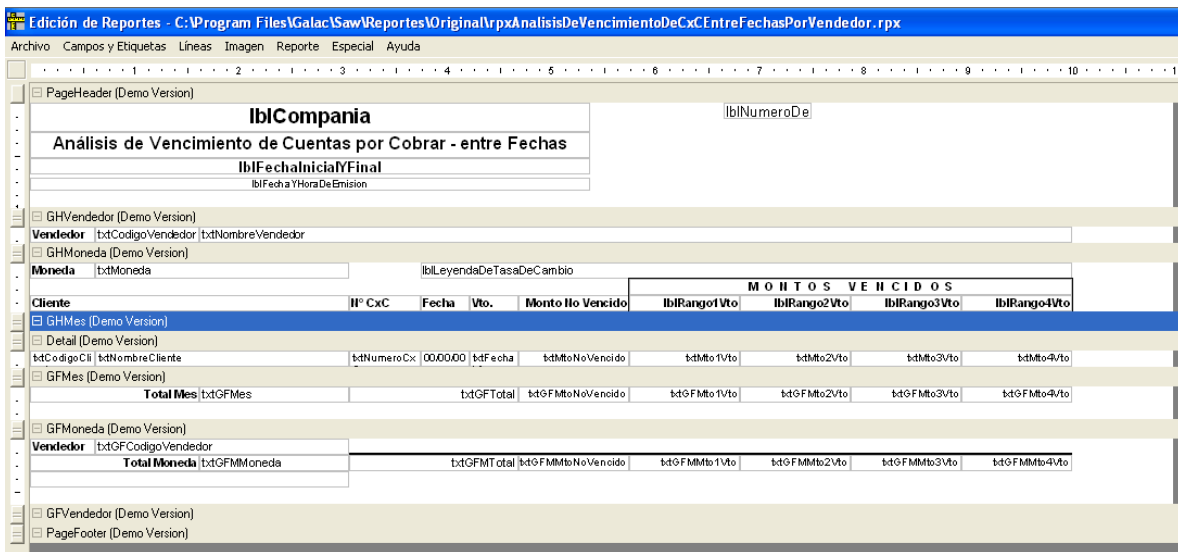 Edición de Reportes - C:\Program Files\Galac\Saw\Reportes\Original\rpxAnalisisDeVencimientoDeCxCEntreFechasPorVendedor.rpx
Archivo Campos y Etiquetas Líneas Imagen Reporte Especial Ayuda
1 2 3 4 5 6 7 8 9 10 1
PageHeader (Demo Version)
lblCompania lblNumeroDe
Análisis de Vencimiento de Cuentas por Cobrar - entre Fechas
lblFechaInicialYFinal
lblFechaYHoraDeEmision
GHVendedor (Demo Version)
Vendedor txtCodigoVendedor txtNombreVendedor
GHMoneda (Demo Version)
Moneda txtMoneda lblLeyendaDeTasaDeCambio
MONTOS VENCIDOS
Cliente Nº CxC Fecha Vto. Monto No Vencido lblRango1Vto lblRango2Vto lblRango3Vto lblRango4Vto
GHMes (Demo Version)
Detail (Demo Version)
txtCodigoCli txtNombreCliente txtNumeroCx 00/00/00 txtFecha txtMtoNoVencido txtMto1Vto txtMto2Vto txtMto3Vto txtMto4Vto
GFMes (Demo Version)
Total Mes txtGFMes txtGFTotal txtGFMtoNoVencido txtGFMto1Vto txtGFMto2Vto txtGFMto3Vto txtGFMto4Vto
GFMoneda (Demo Version)
Vendedor txtGFCodigoVendedor
Total Moneda txtGFMMoneda txtGFMTotal txtGFMMtoNoVencido txtGFMMto1Vto txtGFMMto2Vto txtGFMMto3Vto txtGFMMto4Vto
GFVendedor (Demo Version)
PageFooter (Demo Version)